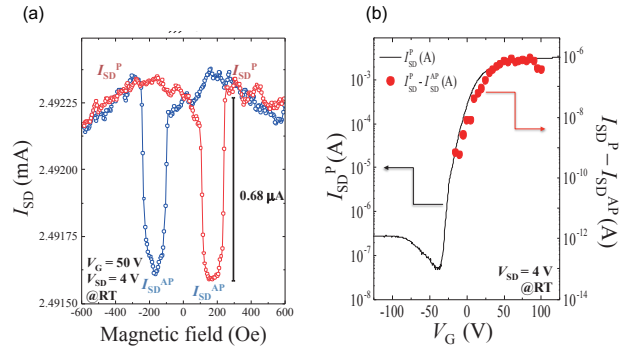 (a)
I_SD^P
I_SD^P
2.49225
2.49200
2.49175
2.49150
I_SD (mA)
0.68 μA
V_G = 50 V
V_SD = 4 V
@RT
I_SD^AP
I_SD^AP
-600 -400 -200 0 200 400 600
Magnetic field (Oe)
(b)
I_SD^P (A)
I_SD^P - I_SD^AP (A)
10^-3
10^-4
10^-5
10^-6
10^-7
10^-8
I_SD^P (A)
10^-6
10^-8
10^-10
10^-12
10^-14
I_SD^P − I_SD^AP (A)
V_SD = 4 V
@RT
-100 -50 0 50 100
V_G (V)